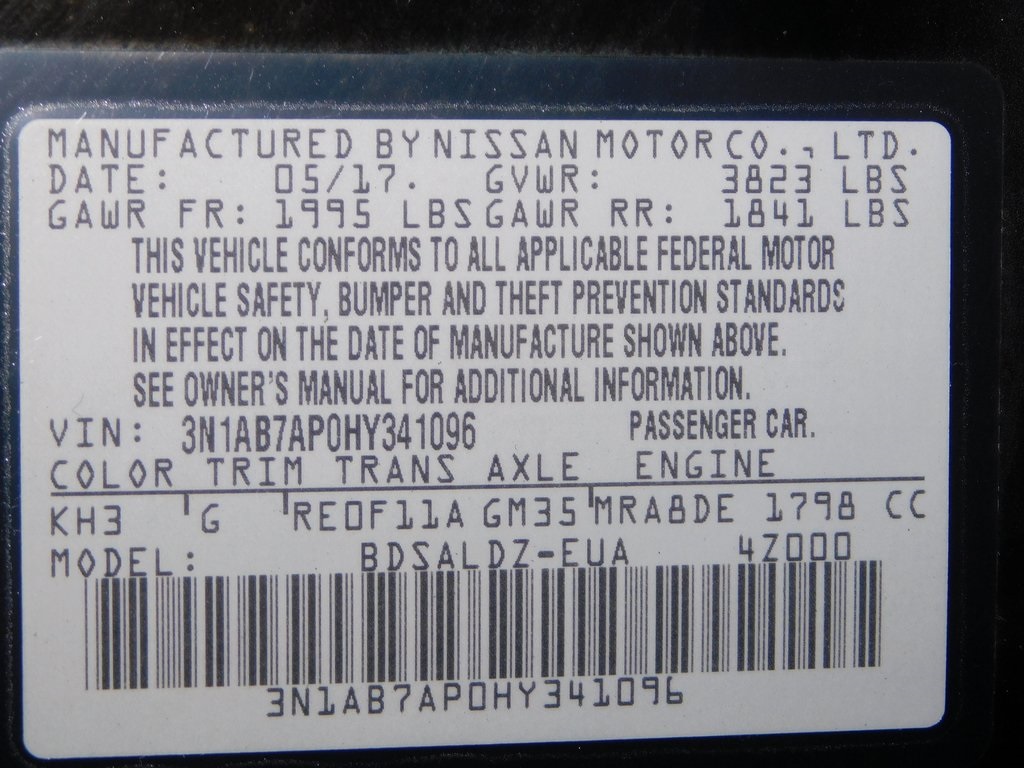 MANUFACTURED BY NISSAN MOTOR CO., LTD.
DATE: 05/17. GVWR: 3823 LBS
GAWR FR: 1995 LBS GAWR RR: 1841 LBS
THIS VEHICLE CONFORMS TO ALL APPLICABLE FEDERAL MOTOR
VEHICLE SAFETY, BUMPER AND THEFT PREVENTION STANDARDS
IN EFFECT ON THE DATE OF MANUFACTURE SHOWN ABOVE.
SEE OWNER'S MANUAL FOR ADDITIONAL INFORMATION.
VIN: 3N1AB7AP0HY341096 PASSENGER CAR.
COLOR TRIM TRANS AXLE ENGINE
KH3 G RE0F11A GM35 MRA8DE 1798 CC
MODEL: BDSALDZ-EUA 4Z000
3N1AB7AP0HY341096